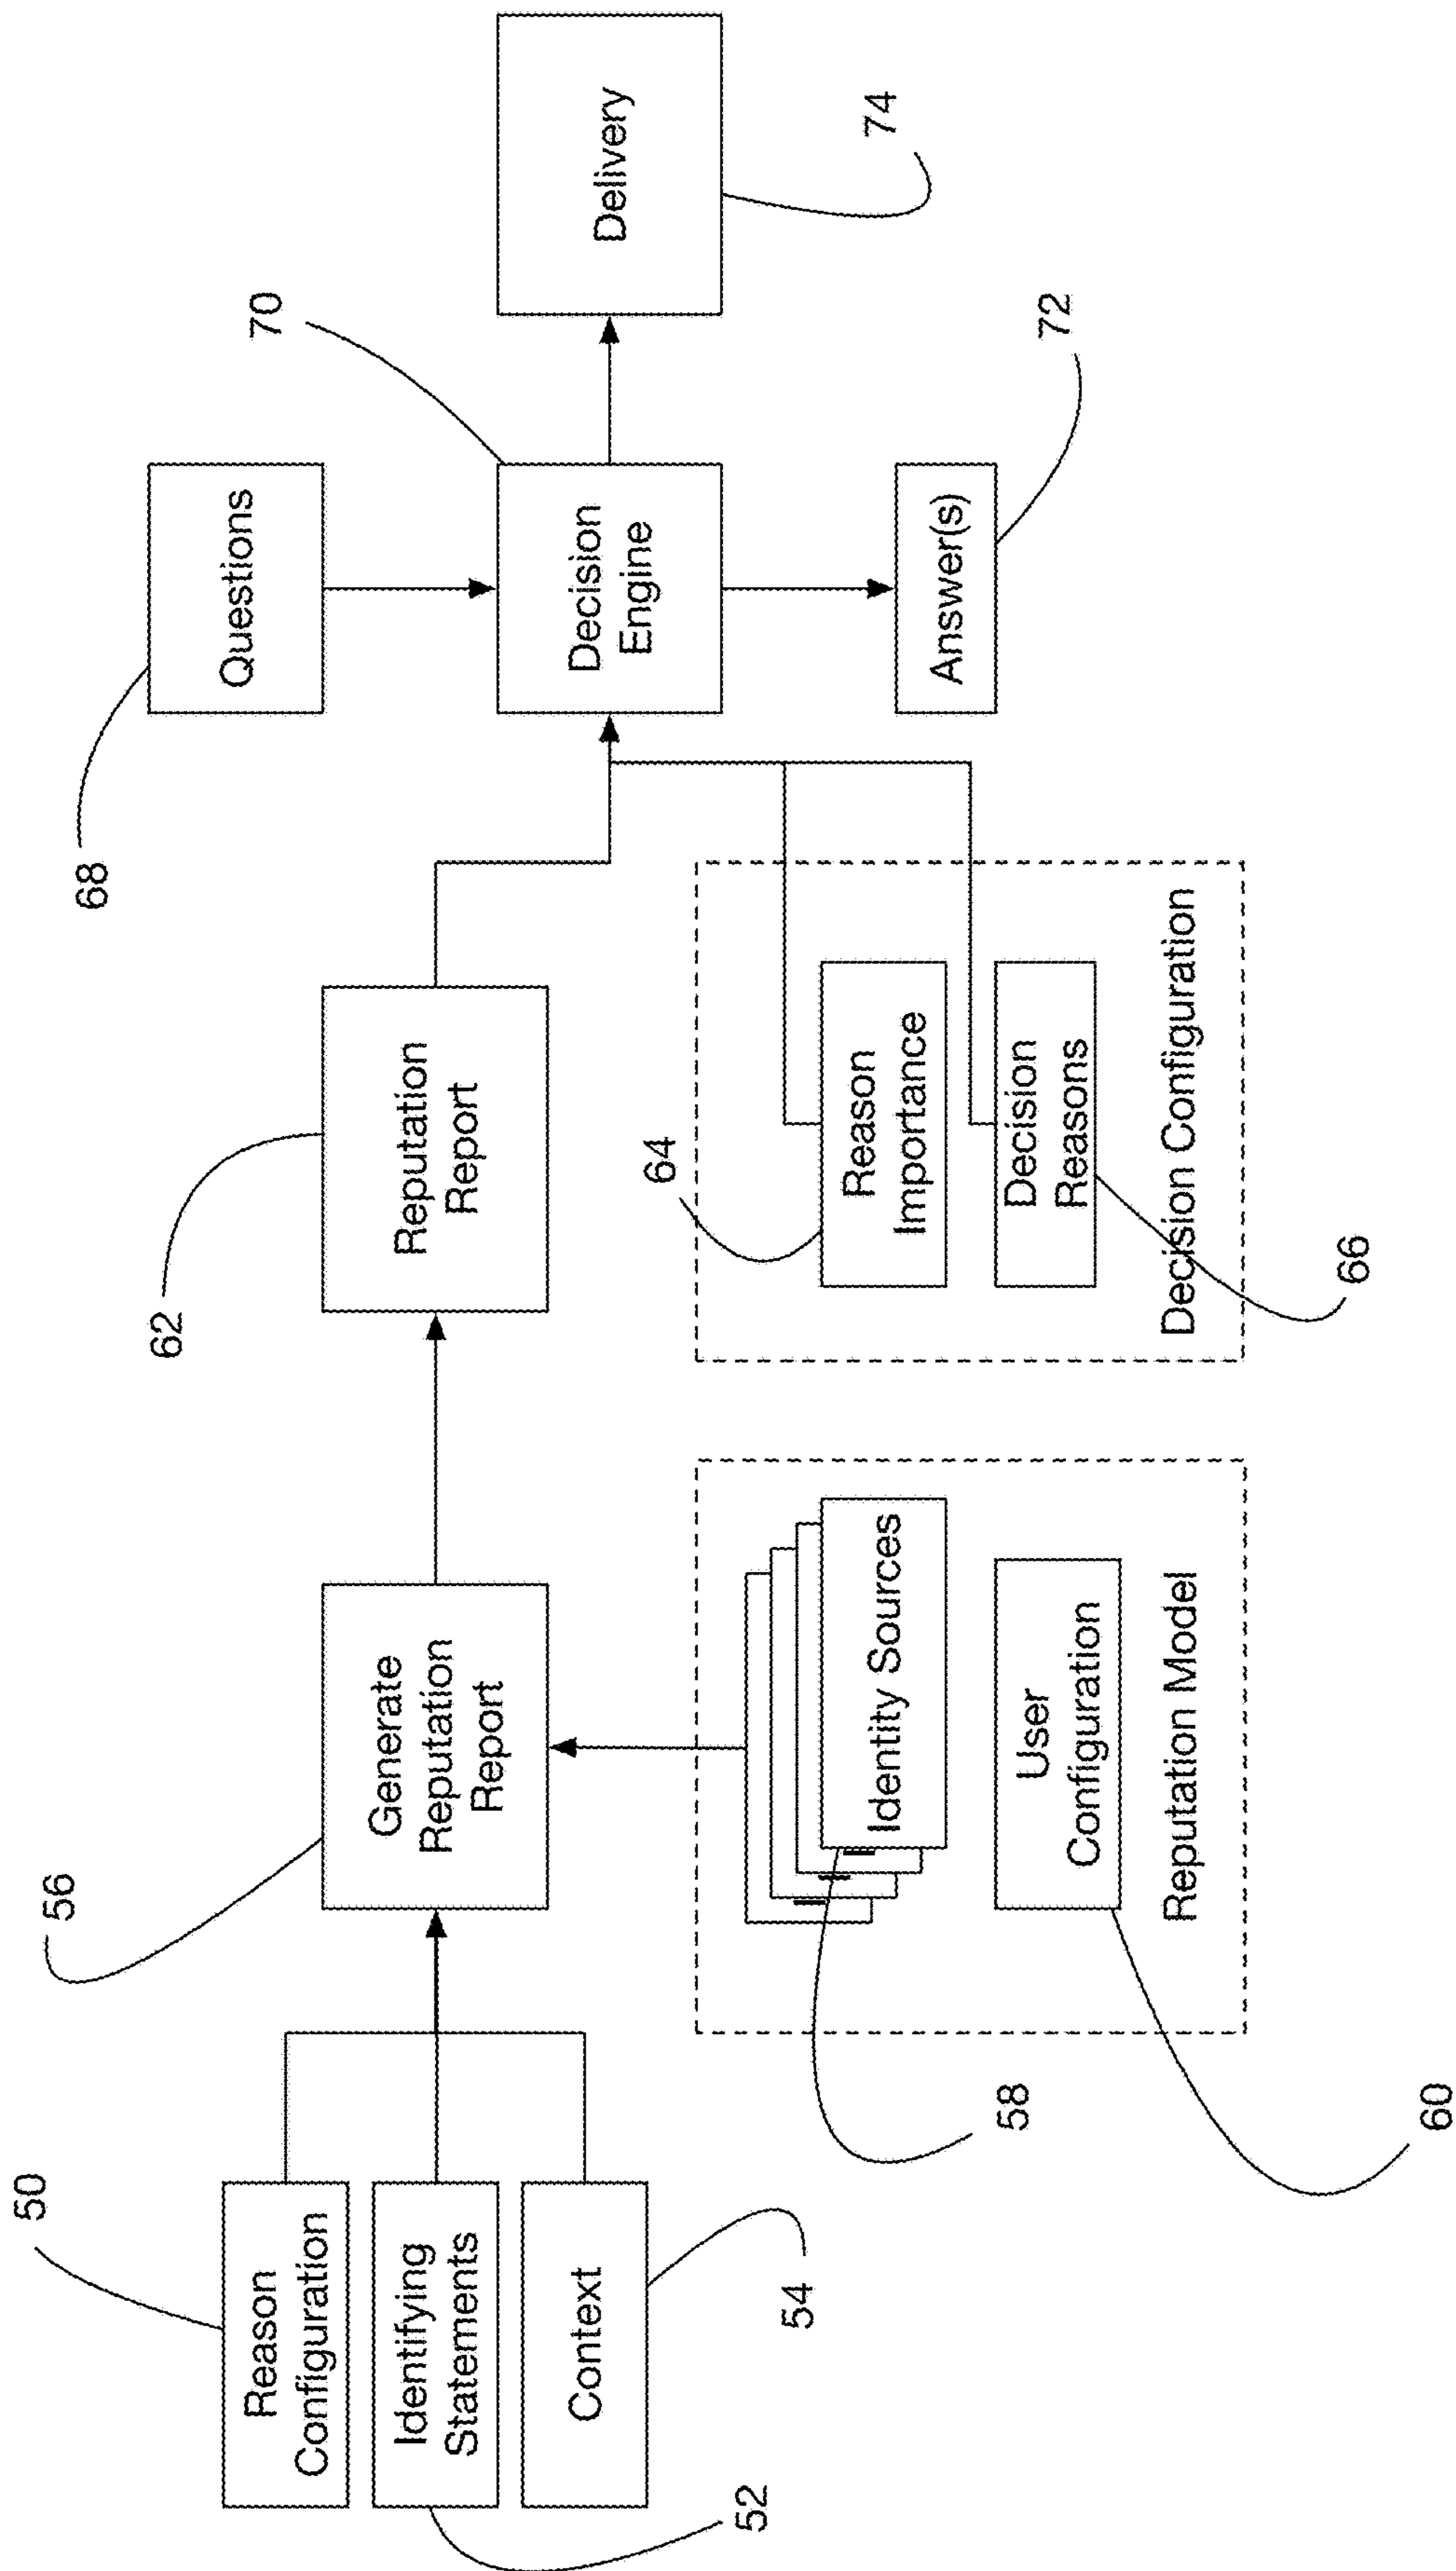 50
Reason
Configuration
52
Identifying
Statements
54
Context
56
Generate
Reputation
Report
58
Identity Sources
60
User
Configuration
Reputation Model
62
Reputation
Report
64
Reason
Importance
66
Decision
Reasons
Decision Configuration
68
Questions
70
Decision
Engine
72
Answer(s)
74
Delivery